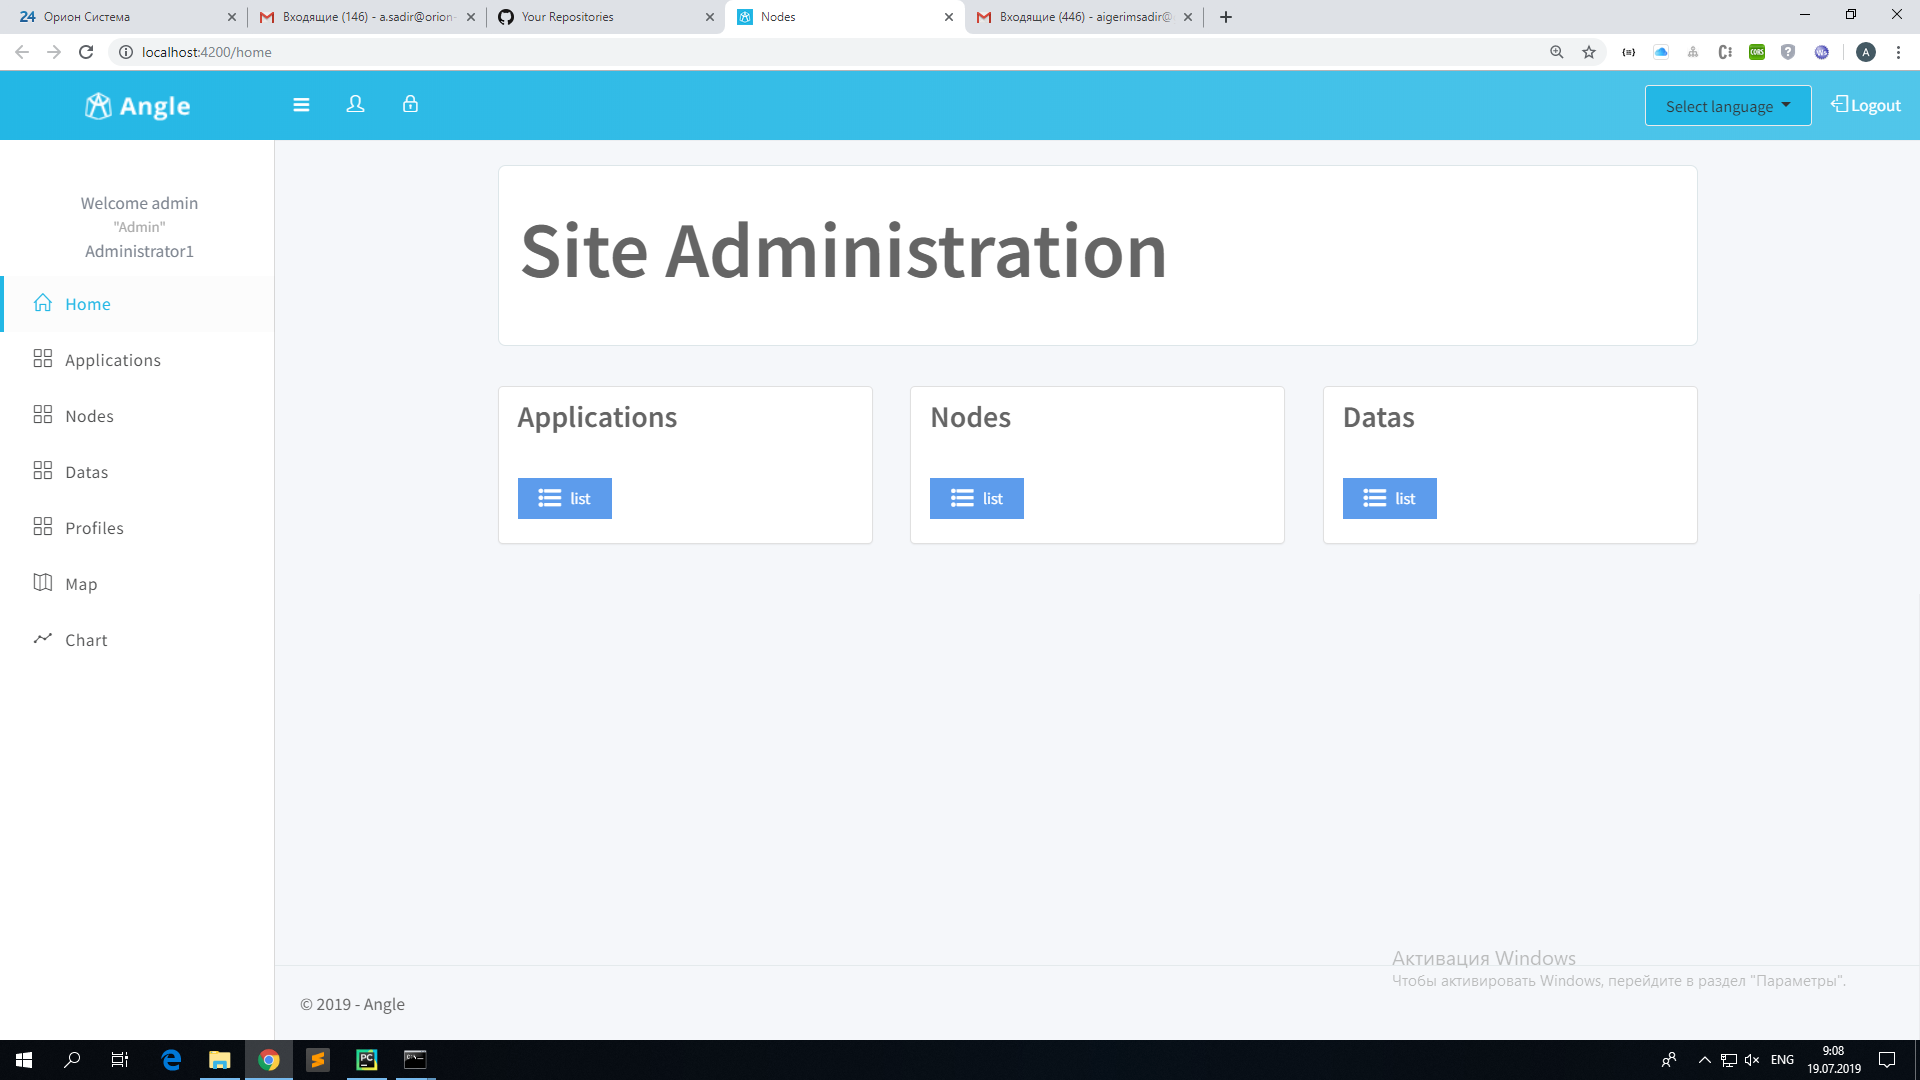 24 Орион Система
Входящие (146) - a.sadir@orion-
Your Repositories
Nodes
Входящие (446) - aigerimsadir@
localhost:4200/home
CORS
A
Angle
Select language
Logout
Welcome admin
"Admin"
Administrator1
Home
Applications
Nodes
Datas
Profiles
Map
Chart
Site Administration
Applications
list
Nodes
list
Datas
list
Активация Windows
Чтобы активировать Windows, перейдите в раздел "Параметры".
© 2019 - Angle
PC
ENG
9:08
19.07.2019